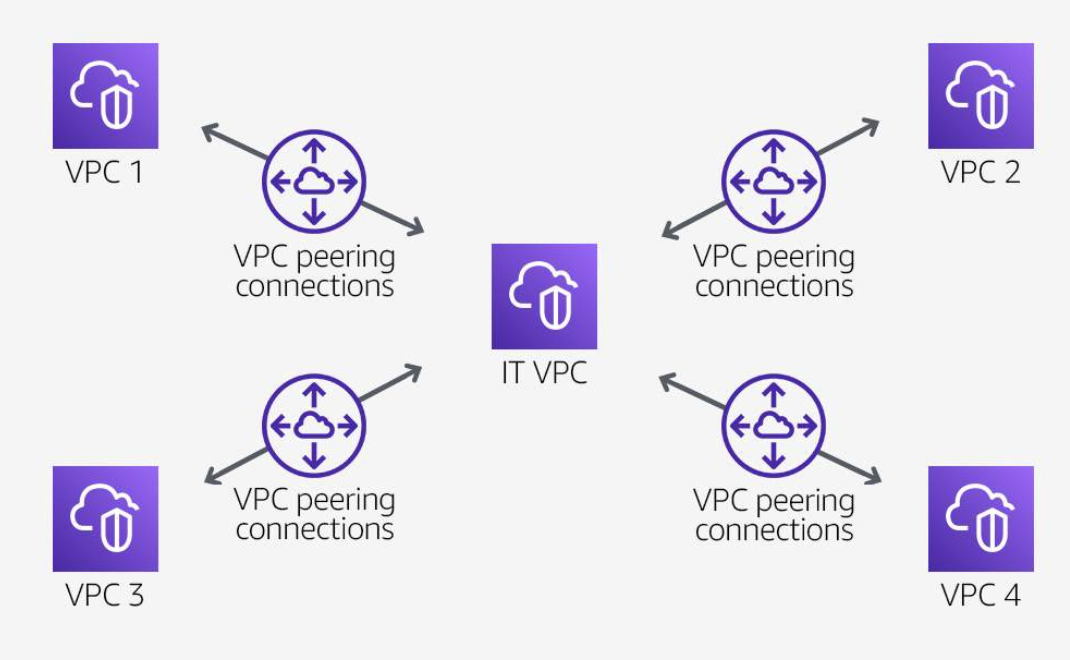 VPC 1
VPC 2
VPC peering
connections
VPC peering
connections
IT VPC
VPC peering
connections
VPC peering
connections
VPC 3
VPC 4